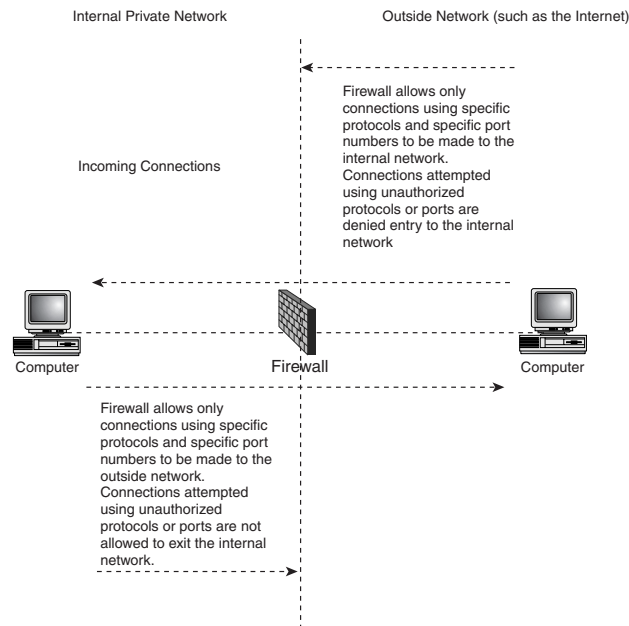 Internal Private Network
Outside Network (such as the Internet)
Firewall allows only
connections using specific
protocols and specific port
numbers to be made to the
internal network.
Connections attempted
using unauthorized
protocols or ports are
denied entry to the internal
network
Incoming Connections
Computer
Firewall
Computer
Firewall allows only
connections using specific
protocols and specific port
numbers to be made to the
outside network.
Connections attempted
using unauthorized
protocols or ports are not
allowed to exit the internal
network.